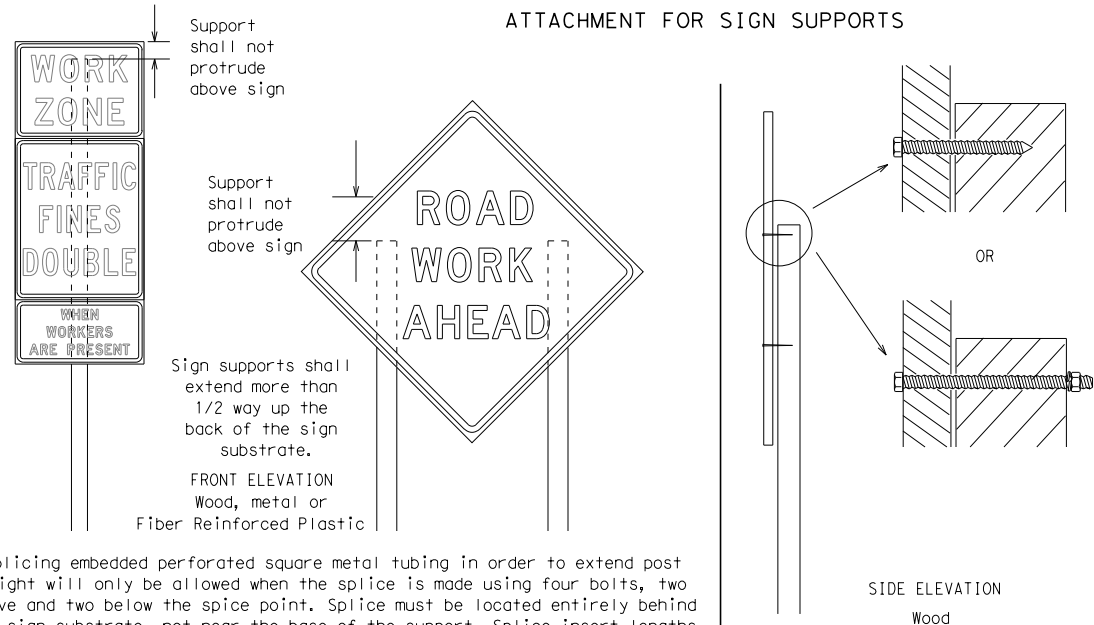 ATTACHMENT FOR SIGN SUPPORTS
Support
shall not
protrude
above sign
WORK
ZONE
TRAFFIC
FINES
DOUBLE
WHEN
WORKERS
ARE PRESENT
Support
shall not
protrude
above sign
ROAD
WORK
AHEAD
Sign supports shall
extend more than
1/2 way up the
back of the sign
substrate.
FRONT ELEVATION
Wood, metal or
Fiber Reinforced Plastic
OR
SIDE ELEVATION
Wood
plicing embedded perforated square metal tubing in order to extend post
ight will only be allowed when the splice is made using four bolts, two
ve and two below the spice point. Splice must be located entirely behind
sign substrate, not near the base of the support. Splice insert lengths